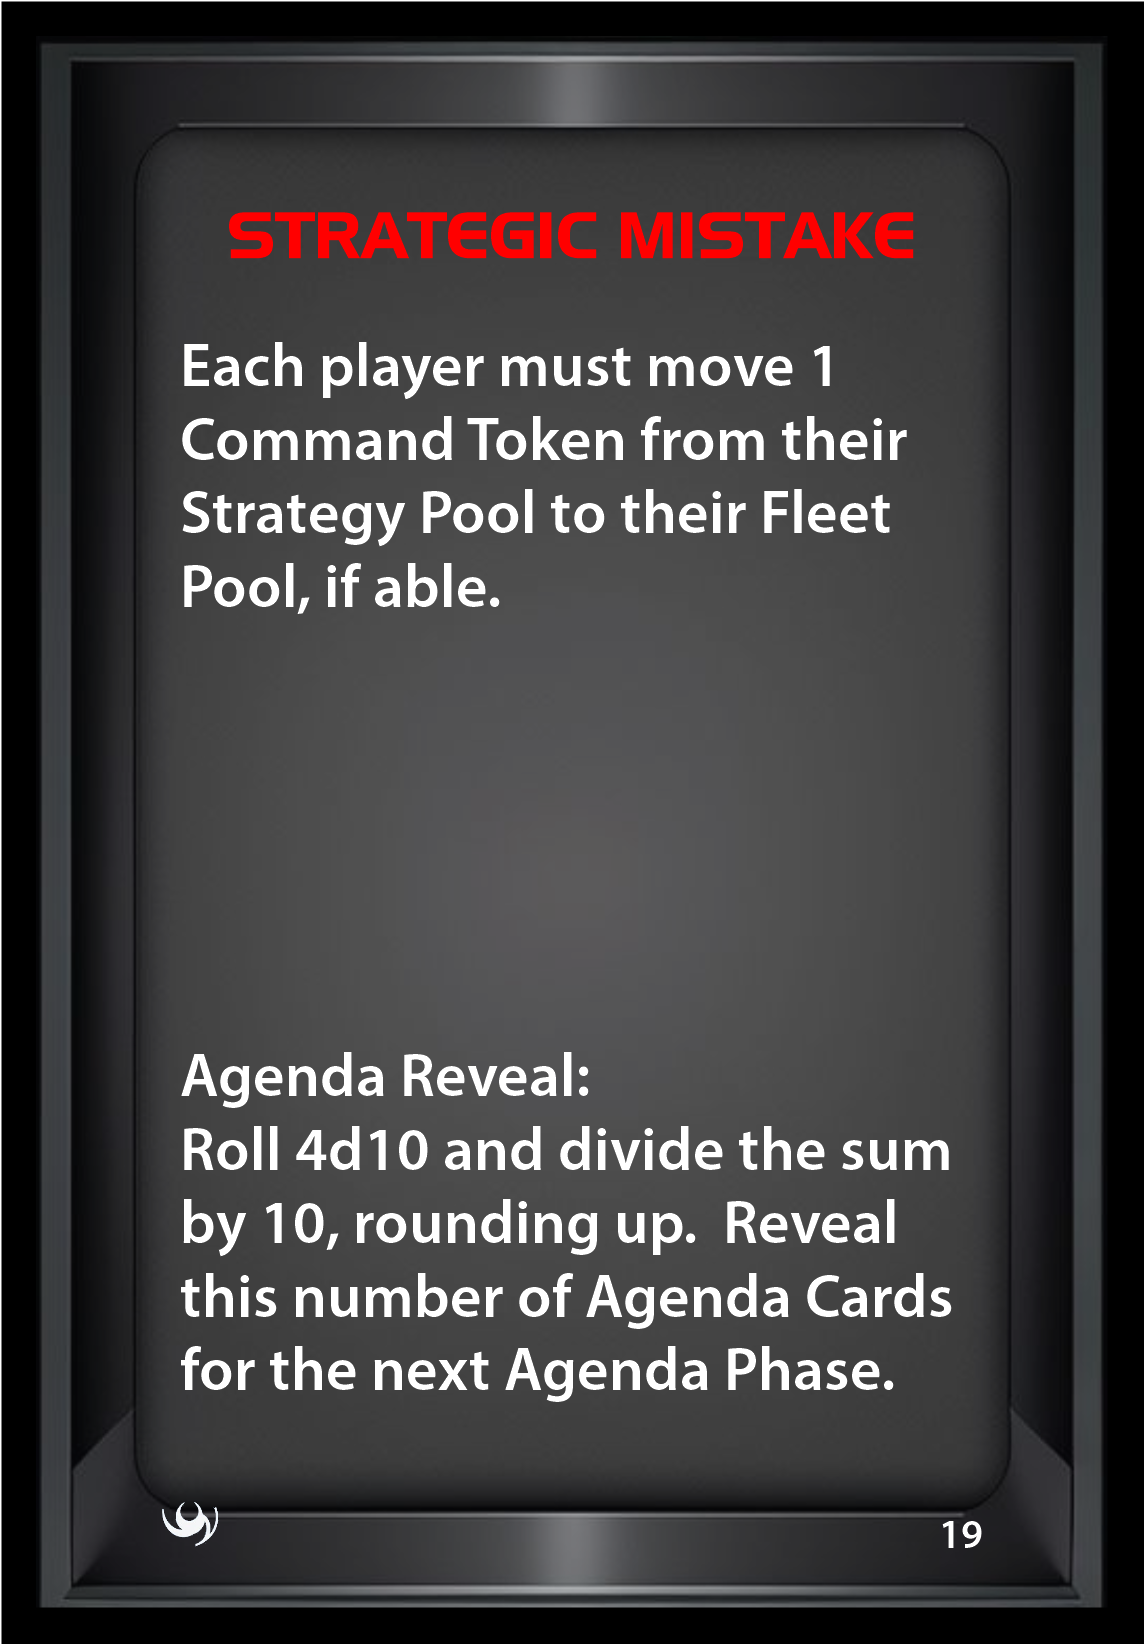 STRATEGIC MISTAKE
Each player must move 1
Command Token from their
Strategy Pool to their Fleet
Pool, if able.
Agenda Reveal:
Roll 4d10 and divide the sum
by 10, rounding up.  Reveal
this number of Agenda Cards
for the next Agenda Phase.
19